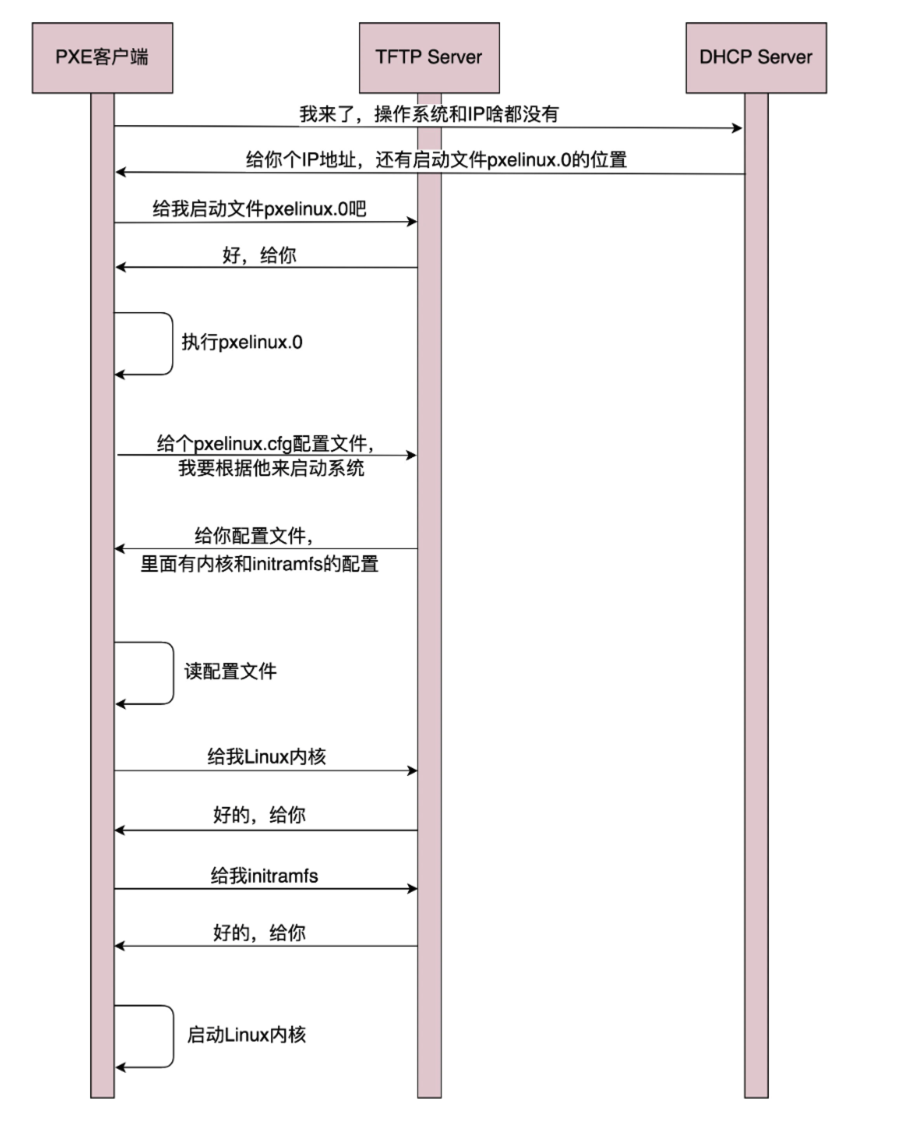 PXE客户端
TFTP Server
DHCP Server
我来了，操作系统和IP啥都没有
给你个IP地址，还有启动文件pxelinux.0的位置
给我启动文件pxelinux.0吧
好，给你
执行pxelinux.0
给个pxelinux.cfg配置文件，
我要根据他来启动系统
给你配置文件，
里面有内核和initramfs的配置
读配置文件
给我Linux内核
好的，给你
给我initramfs
好的，给你
启动Linux内核